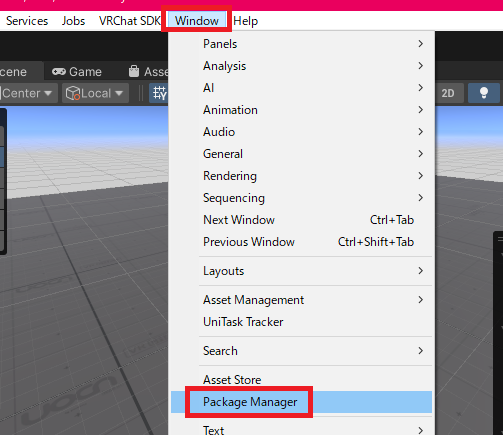 Services Jobs VRChat SDK Window Help
cene Game Asse
Center Local 2D
Panels
Analysis
AI
Animation
Audio
General
Rendering
Sequencing
Next Window Ctrl+Tab
Previous Window Ctrl+Shift+Tab
Layouts
Asset Management
UniTask Tracker
Search
Asset Store
Package Manager
Text